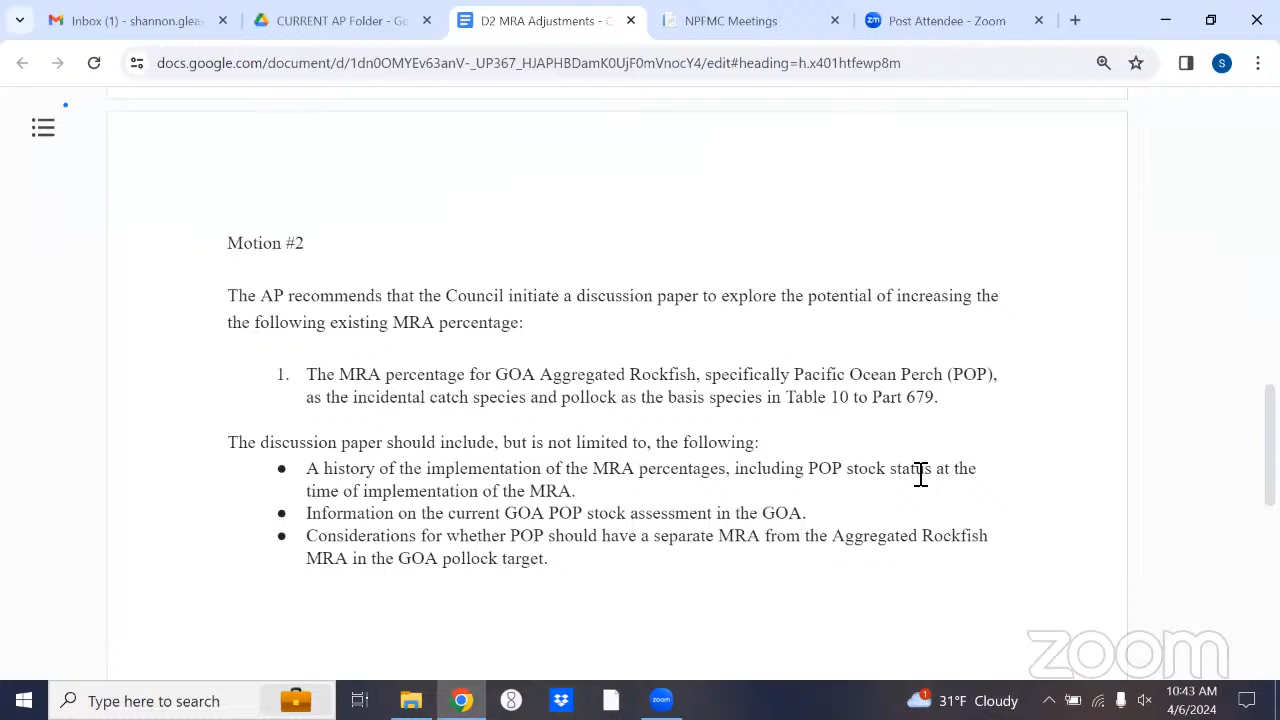 Inbox (1) - shannon.glea
CURRENT AP Folder - Go
D2 MRA Adjustments - G
NPFMC Meetings
Post Attendee - Zoom
docs.google.com/document/d/1dn0OMYEv63anV-_UP367_HJAPHBDamK0UjF0mVnocY4/edit#heading=h.x401htfewp8m
S
Motion #2
The AP recommends that the Council initiate a discussion paper to explore the potential of increasing the
the following existing MRA percentage:
1. The MRA percentage for GOA Aggregated Rockfish, specifically Pacific Ocean Perch (POP),
as the incidental catch species and pollock as the basis species in Table 10 to Part 679.
The discussion paper should include, but is not limited to, the following:
● A history of the implementation of the MRA percentages, including POP stock status at the
time of implementation of the MRA.
● Information on the current GOA POP stock assessment in the GOA.
● Considerations for whether POP should have a separate MRA from the Aggregated Rockfish
MRA in the GOA pollock target.
zoom
Type here to search
zoom
1
31°F Cloudy
10:43 AM
4/6/2024